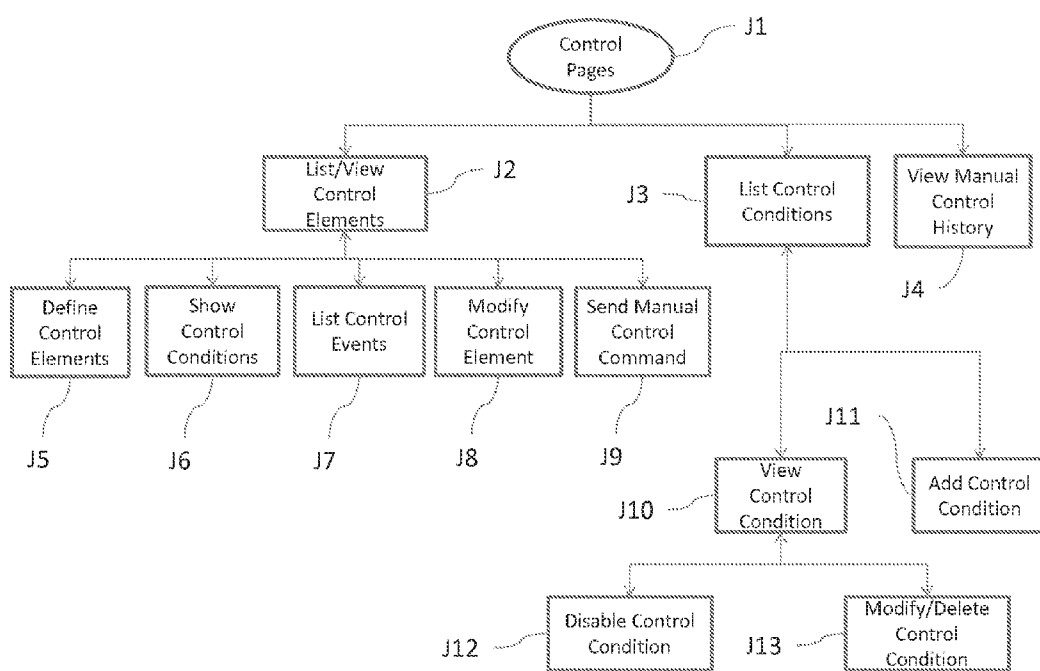 Control
Pages
J1
List/View
Control
Elements
J2
J3
List Control
Conditions
View Manual
Control
History
J4
Define
Control
Elements
Show
Control
Conditions
List Control
Events
Modify
Control
Element
Send Manual
Control
Command
J5
J6
J7
J8
J9
J10
View
Control
Condition
J11
Add Control
Condition
J12
Disable Control
Condition
J13
Modify/Delete
Control
Condition